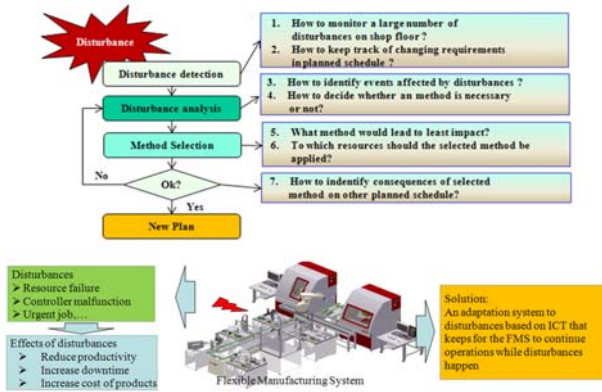 Disturbance
Disturbance detection
1. How to monitor a large number of
disturbances on shop floor ?
2. How to keep track of changing requirements
in planned schedule ?
Disturbance analysis
3. How to identify events affected by disturbances ?
4. How to decide whether an method is necessary
or not?
Method Selection
5. What method would lead to least impact?
6. To which resources should the selected method be
applied?
No
Ok?
7. How to indentify consequences of selected
method on other planned schedule?
Yes
New Plan
Disturbances
➢ Resource failure
➢ Controller malfunction
➢ Urgent job,...
Effects of disturbances
➢ Reduce productivity
➢ Increase downtime
➢ Increase cost of products
Flexible Manufacturing System
Solution:
An adaptation system to
disturbances based on ICT that
keeps for the FMS to continue
operations while disturbances
happen